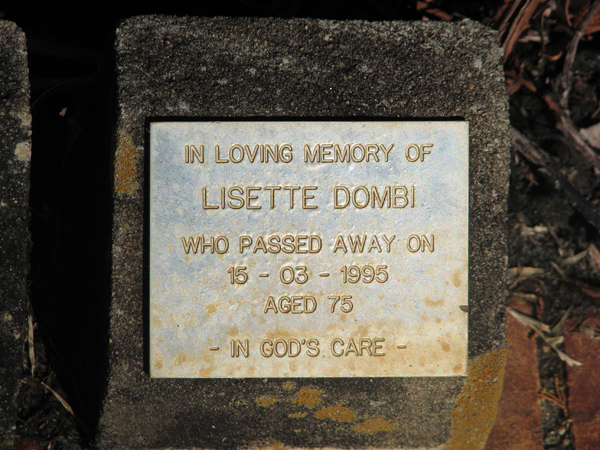 IN LOVING MEMORY OF
LISETTE DOMBI
WHO PASSED AWAY ON
15 - 03 - 1995
AGED 75
- IN GOD'S CARE -